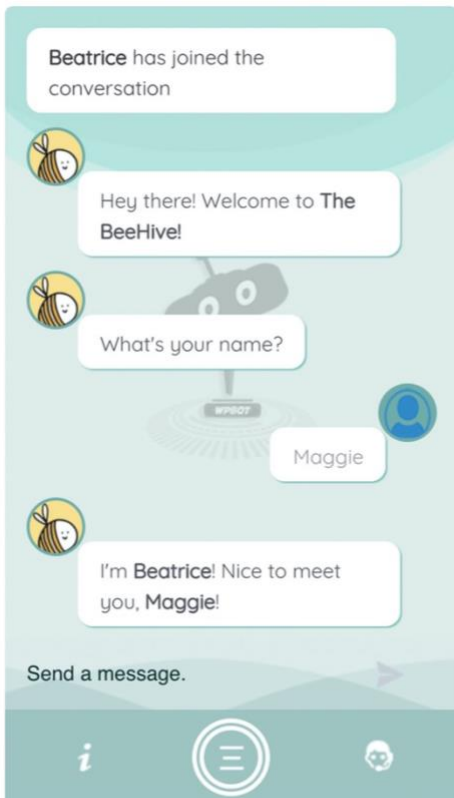 Beatrice has joined the
conversation
Hey there! Welcome to The
BeeHive!
What's your name?
WPBOT
Maggie
I'm Beatrice! Nice to meet
you, Maggie!
Send a message.
i